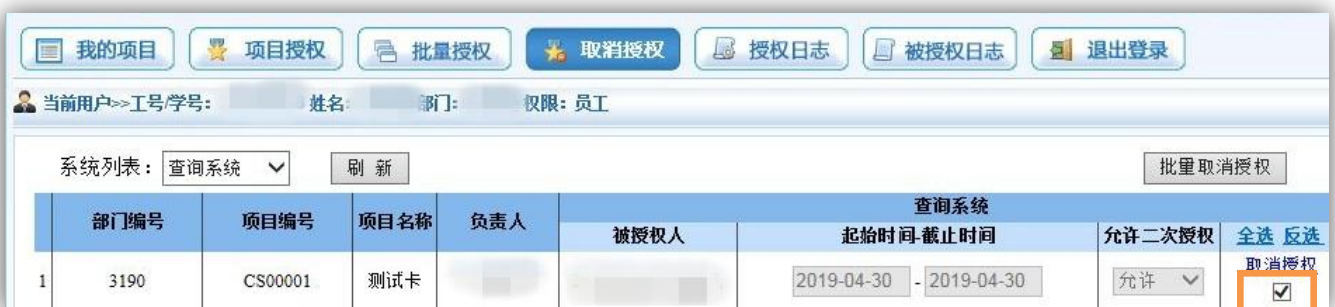 我的项目 项目授权 批量授权 取消授权 授权日志 被授权日志 退出登录
当前用户>>工号/学号: 姓名: 部门: 权限: 员工
系统列表: 查询系统 刷 新 批里取消授权
部门编号 项目编号 项目名称 负责人 查询系统
被授权人 起始时间-截止时间 允许二次授权 全选 反选
1 3190 CS00001 测试卡 2019-04-30 - 2019-04-30 允许 取消授权